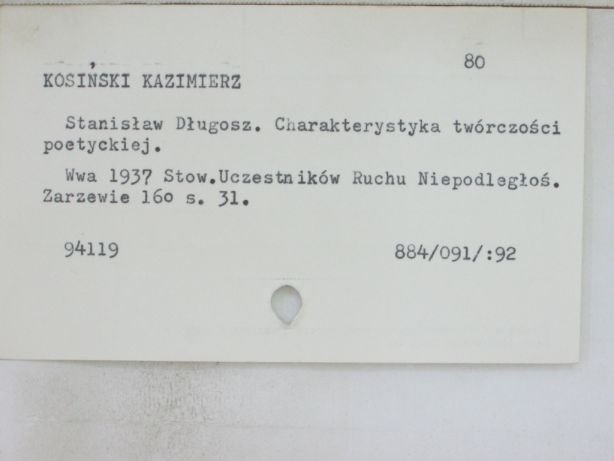 80
KOSIŃSKI KAZIMIERZ
Stanisław Długosz. Charakterystyka twórczości
poetyckiej.
Wwa 1937 Stow.Uczestników Ruchu Niepodległoś.
Zarzewie 16o s. 31.
94119 884/091/:92